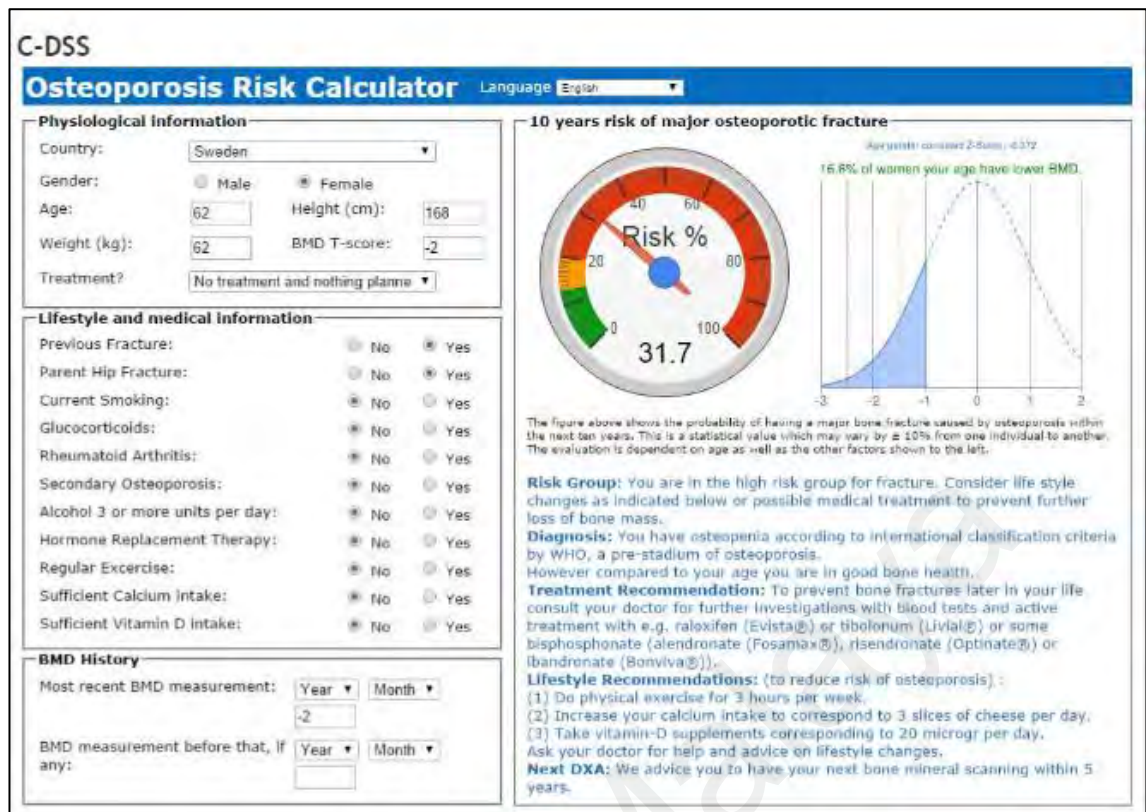 C-DSS
Osteoporosis Risk Calculator Language English
Physiological information
Country: Sweden
Gender: Male Female
Age: 62 Height (cm): 168
Weight (kg): 62 BMD T-score: -2
Treatment? No treatment and nothing planne
Lifestyle and medical information
Previous Fracture: No Yes
Parent Hip Fracture: No Yes
Current Smoking: No Yes
Glucocorticoids: No Yes
Rheumatoid Arthritis: No Yes
Secondary Osteoporosis: No Yes
Alcohol 3 or more units per day: No Yes
Hormone Replacement Therapy: No Yes
Regular Excercise: No Yes
Sufficient Calcium intake: No Yes
Sufficient Vitamin D intake: No Yes
BMD History
Most recent BMD measurement: Year Month
-2
BMD measurement before that, if Year Month
any:
10 years risk of major osteoporotic fracture
0 20 40 60 80 100
Risk %
31.7
16.6% of women your age have lower BMD.
-3 -2 -1 0 1 2
The figure above shows the probability of having a major bone fracture caused by osteoporosis within
the next ten years. This is a statistical value which may vary by ± 10% from one individual to another.
The evaluation is dependent on age as well as the other factors shown to the left.
Risk Group: You are in the high risk group for fracture. Consider life style
changes as indicated below or possible medical treatment to prevent further
loss of bone mass.
Diagnosis: You have osteopenia according to international classification criteria
by WHO, a pre-stadium of osteoporosis.
However compared to your age you are in good bone health.
Treatment Recommendation: To prevent bone fractures later in your life
consult your doctor for further investigations with blood tests and active
treatment with e.g. raloxifen (Evista®) or tibolonum (Livial®) or some
bisphosphonate (alendronate (Fosamax®), risendronate (Optinate®) or
ibandronate (Bonviva®)).
Lifestyle Recommendations: (to reduce risk of osteoporosis) :
(1) Do physical exercise for 3 hours per week.
(2) Increase your calcium intake to correspond to 3 slices of cheese per day.
(3) Take vitamin-D supplements corresponding to 20 microgr per day.
Ask your doctor for help and advice on lifestyle changes.
Next DXA: We advice you to have your next bone mineral scanning within 5
years.